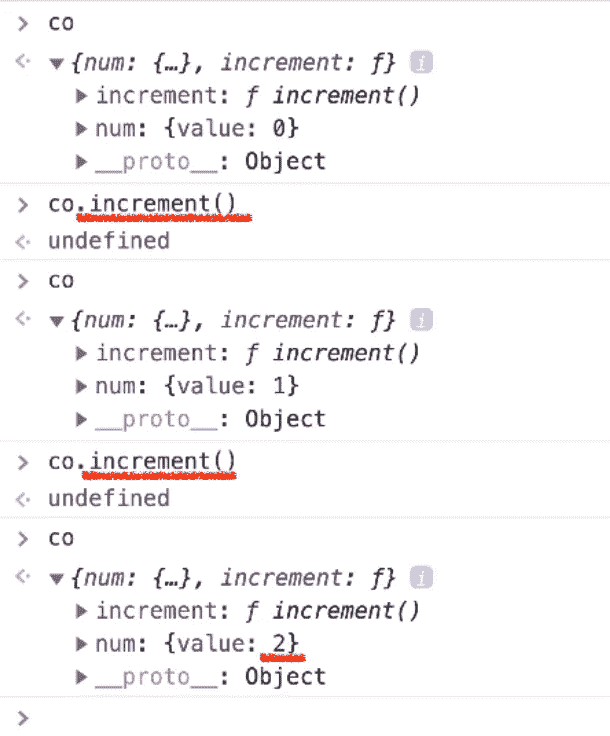 > co
<· ▼{num: {…}, increment: f} i
▶ increment: f increment()
▶ num: {value: 0}
▶ __proto__: Object
> co.increment()
<· undefined
> co
<· ▼{num: {…}, increment: f} i
▶ increment: f increment()
▶ num: {value: 1}
▶ __proto__: Object
> co.increment()
<· undefined
> co
<· ▼{num: {…}, increment: f} i
▶ increment: f increment()
▶ num: {value: 2}
▶ __proto__: Object
>